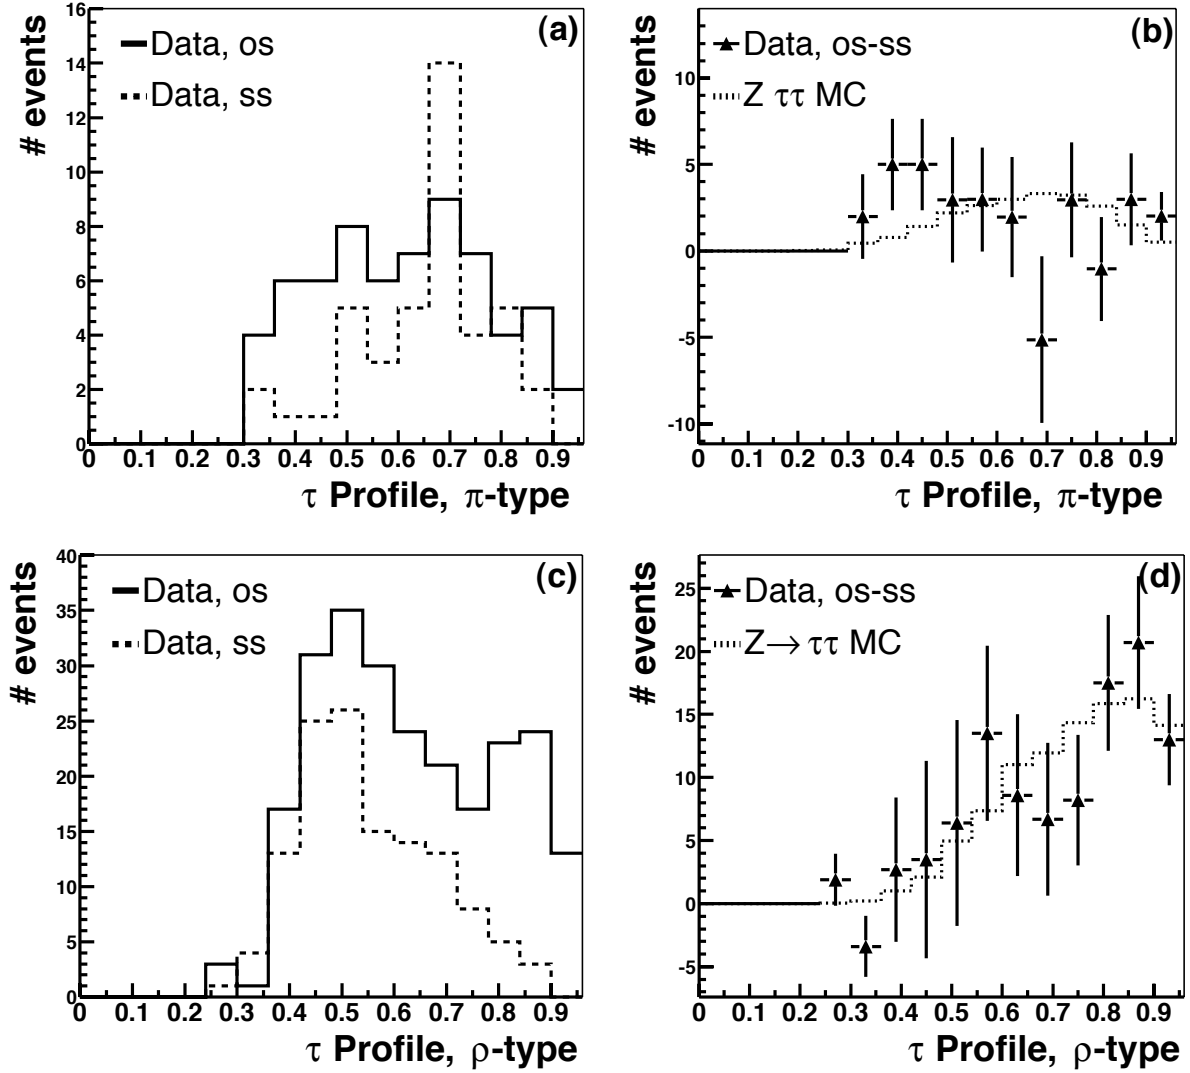 (a)
# events
Data, os
Data, ss
16
14
12
10
8
6
4
2
0
0 0.1 0.2 0.3 0.4 0.5 0.6 0.7 0.8 0.9
τ Profile, π-type
(b)
# events
Data, os-ss
Z ττ MC
10
5
0
-5
-10
0 0.1 0.2 0.3 0.4 0.5 0.6 0.7 0.8 0.9
τ Profile, π-type
(c)
# events
Data, os
Data, ss
40
35
30
25
20
15
10
5
0
0 0.1 0.2 0.3 0.4 0.5 0.6 0.7 0.8 0.9
τ Profile, ρ-type
(d)
# events
Data, os-ss
Z→ ττ MC
25
20
15
10
5
0
-5
0 0.1 0.2 0.3 0.4 0.5 0.6 0.7 0.8 0.9
τ Profile, ρ-type